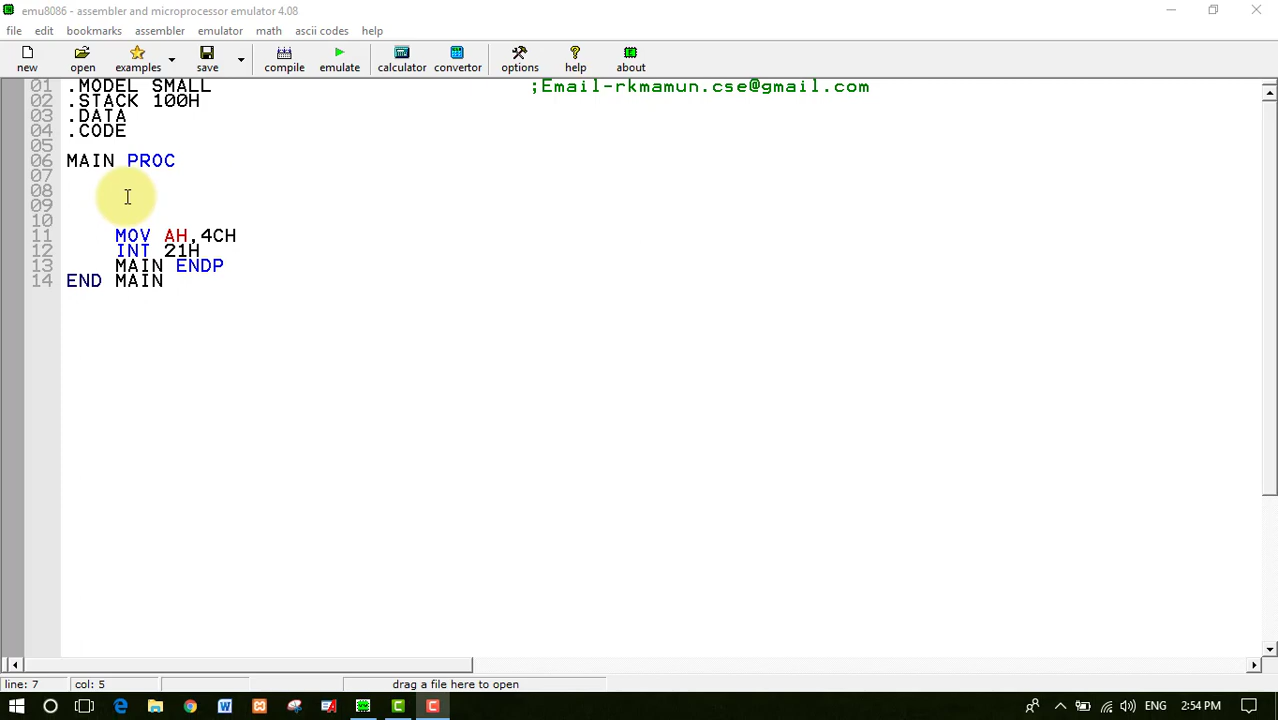 emu8086 - assembler and microprocessor emulator 4.08
file edit bookmarks assembler emulator math ascii codes help
new open examples save compile emulate calculator convertor options help about
01 .MODEL SMALL ;Email-rkmamun.cse@gmail.com
02 .STACK 100H
03 .DATA
04 .CODE
05
06 MAIN PROC
07
08
09
10
11 MOV AH,4CH
12 INT 21H
13 MAIN ENDP
14 END MAIN
line: 7 col: 5 drag a file here to open
ENG 2:54 PM